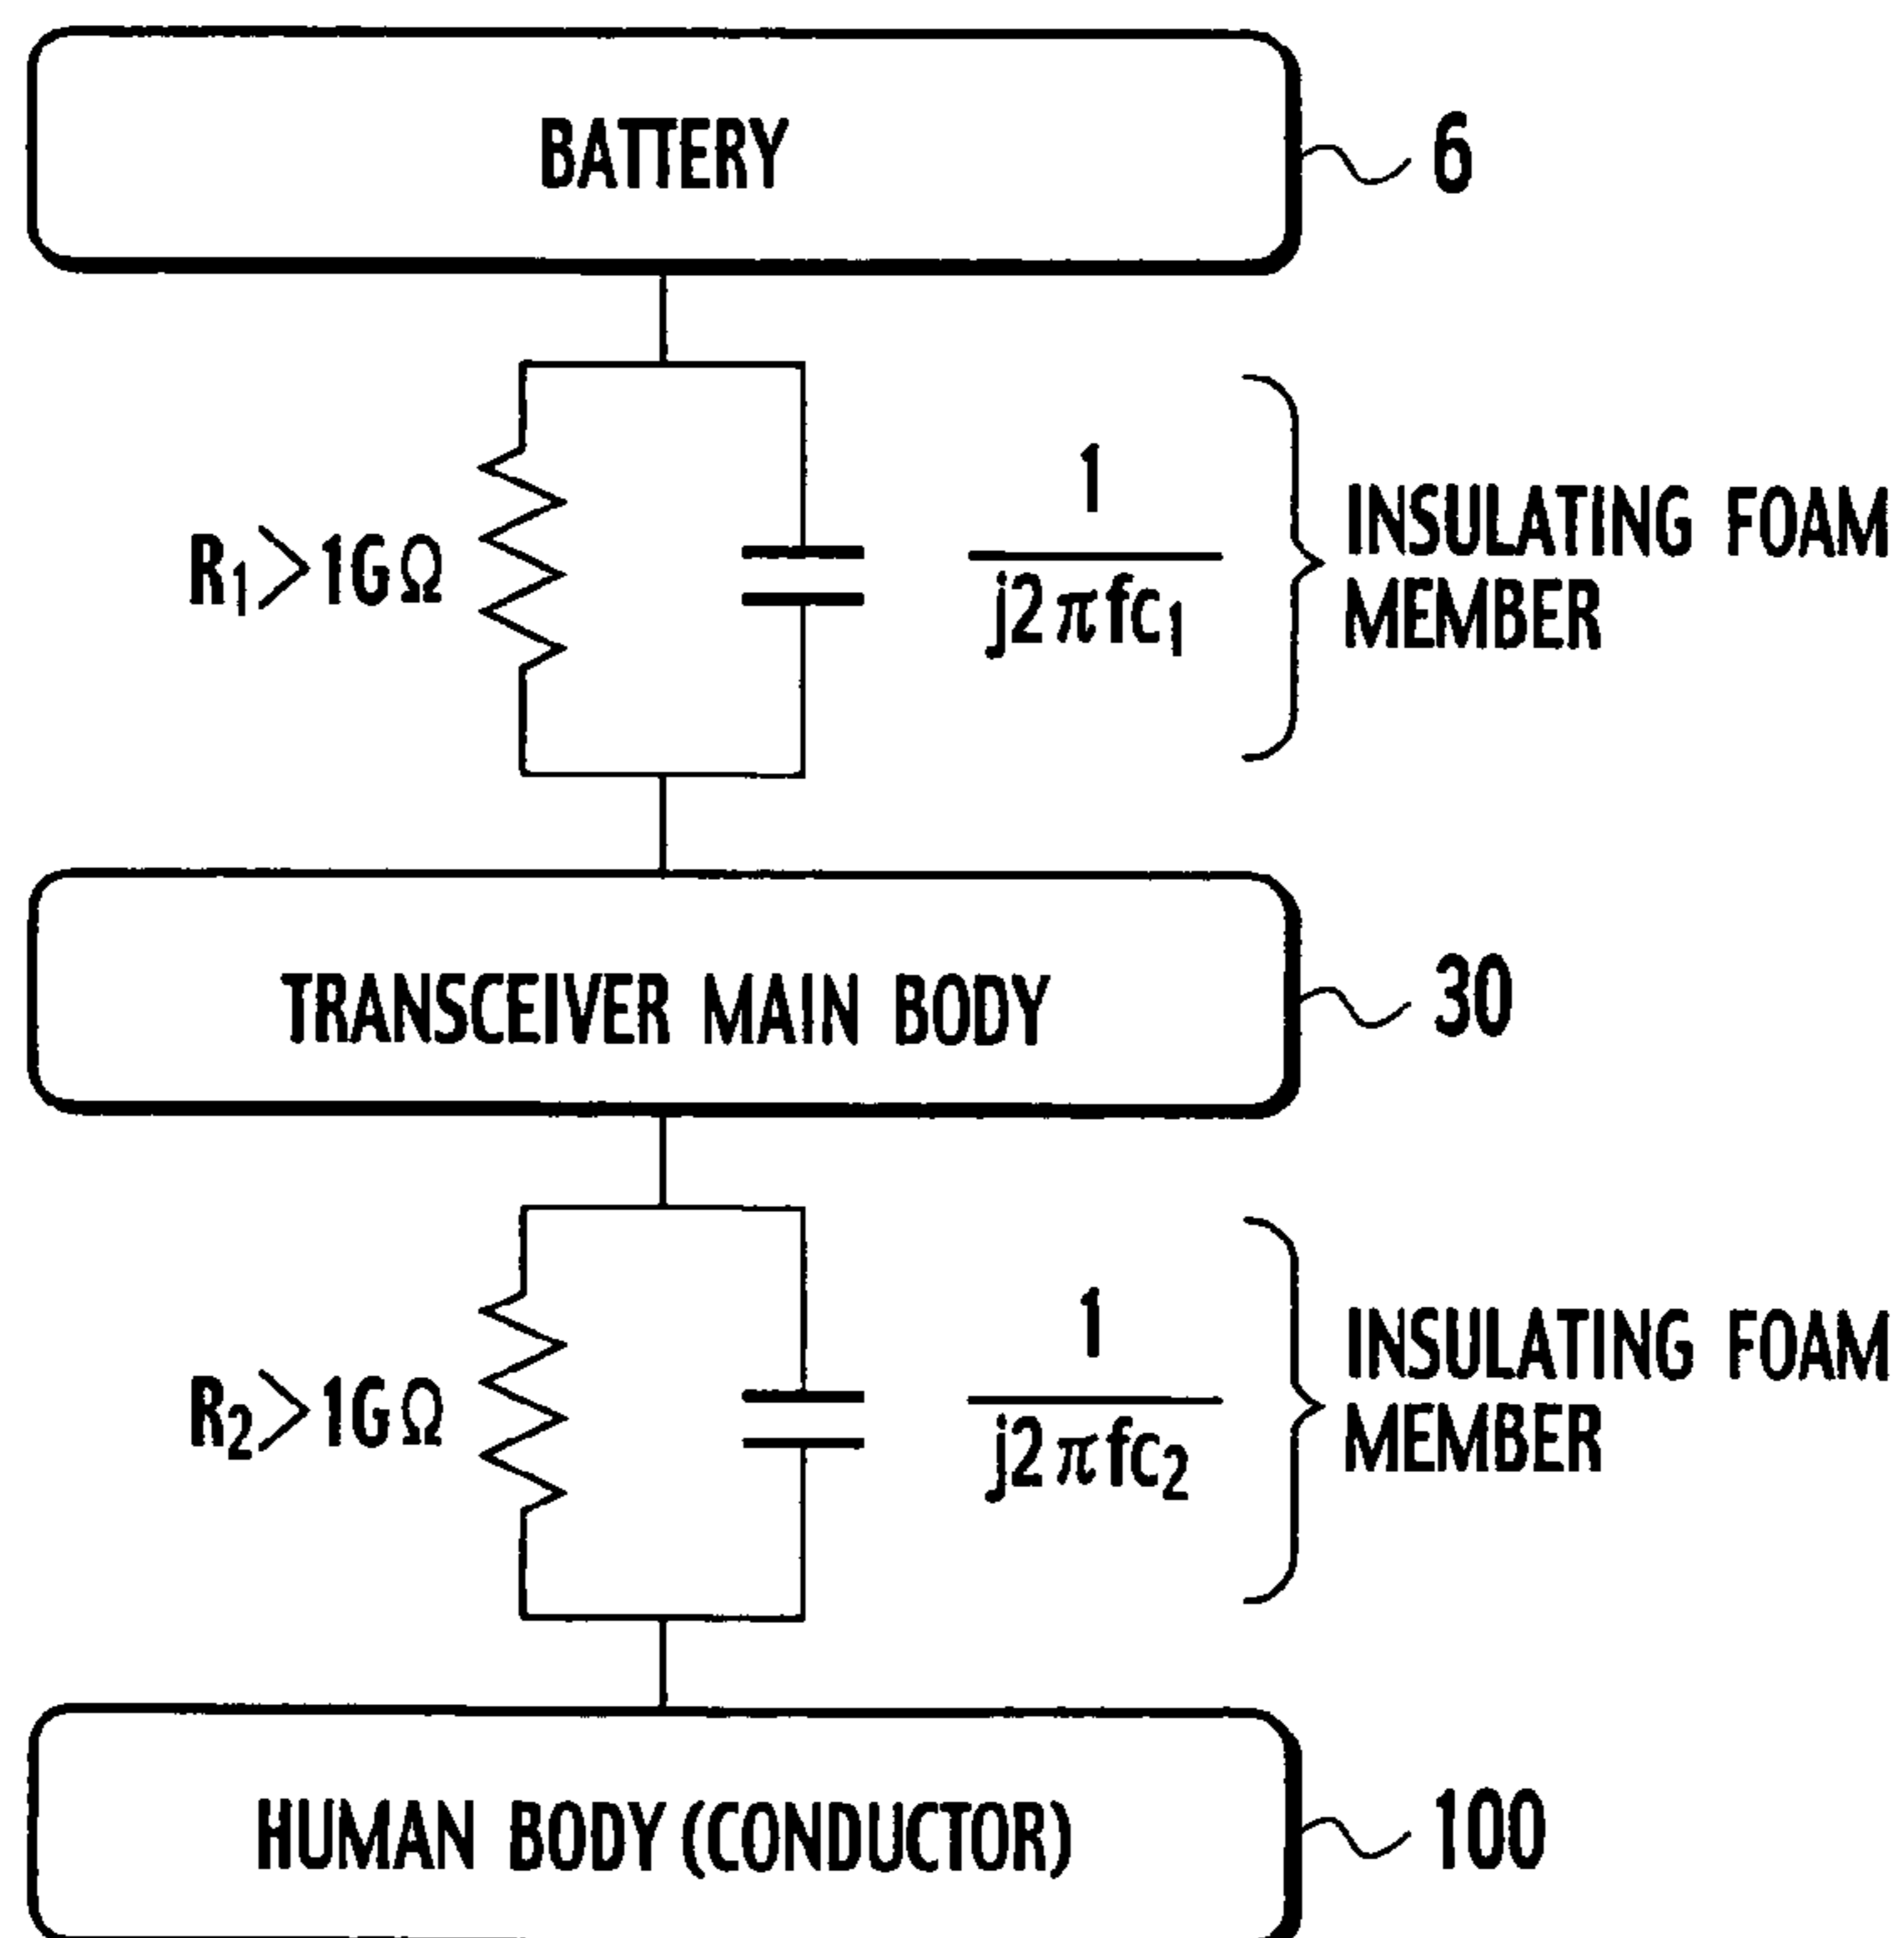 BATTERY
6
R₁>1GΩ
1
j2πfc₁
INSULATING FOAM
MEMBER
TRANSCEIVER MAIN BODY
30
R₂>1GΩ
1
j2πfc₂
INSULATING FOAM
MEMBER
HUMAN BODY (CONDUCTOR)
100